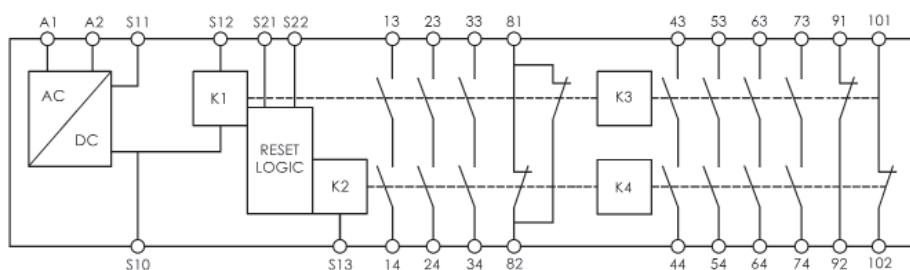 A1 A2 S11 S12 S21 S22 13 23 33 81 43 53 63 73 91 101
AC
DC
K1
K3
RESET
LOGIC
K2
K4
S10 S13 14 24 34 82 44 54 64 74 92 102